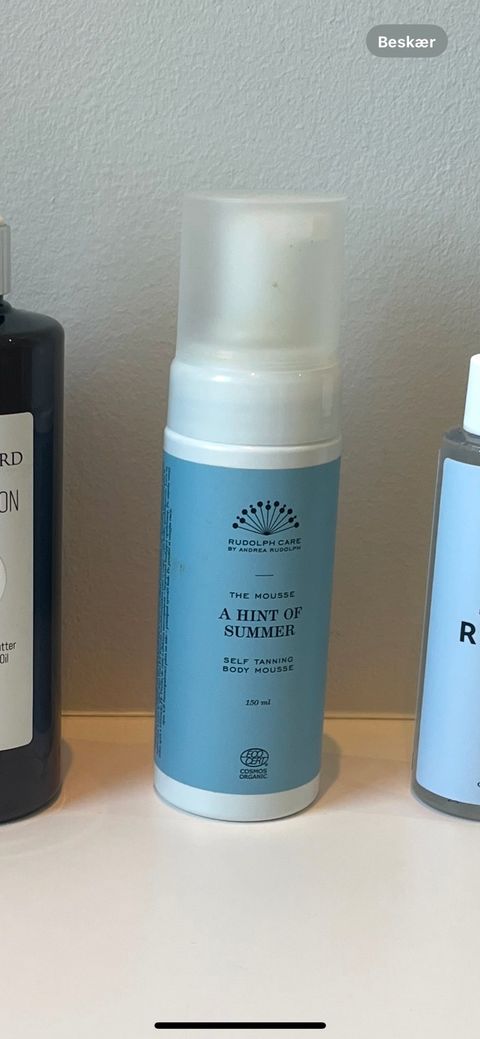 Beskær
RD
ON
tter
Oil
RUDOLPH CARE
BY ANDREA RUDOLPH
THE MOUSSE
A HINT OF
SUMMER
SELF TANNING
BODY MOUSSE
150 ml
ECO
CERT
COSMOS
ORGANIC
R